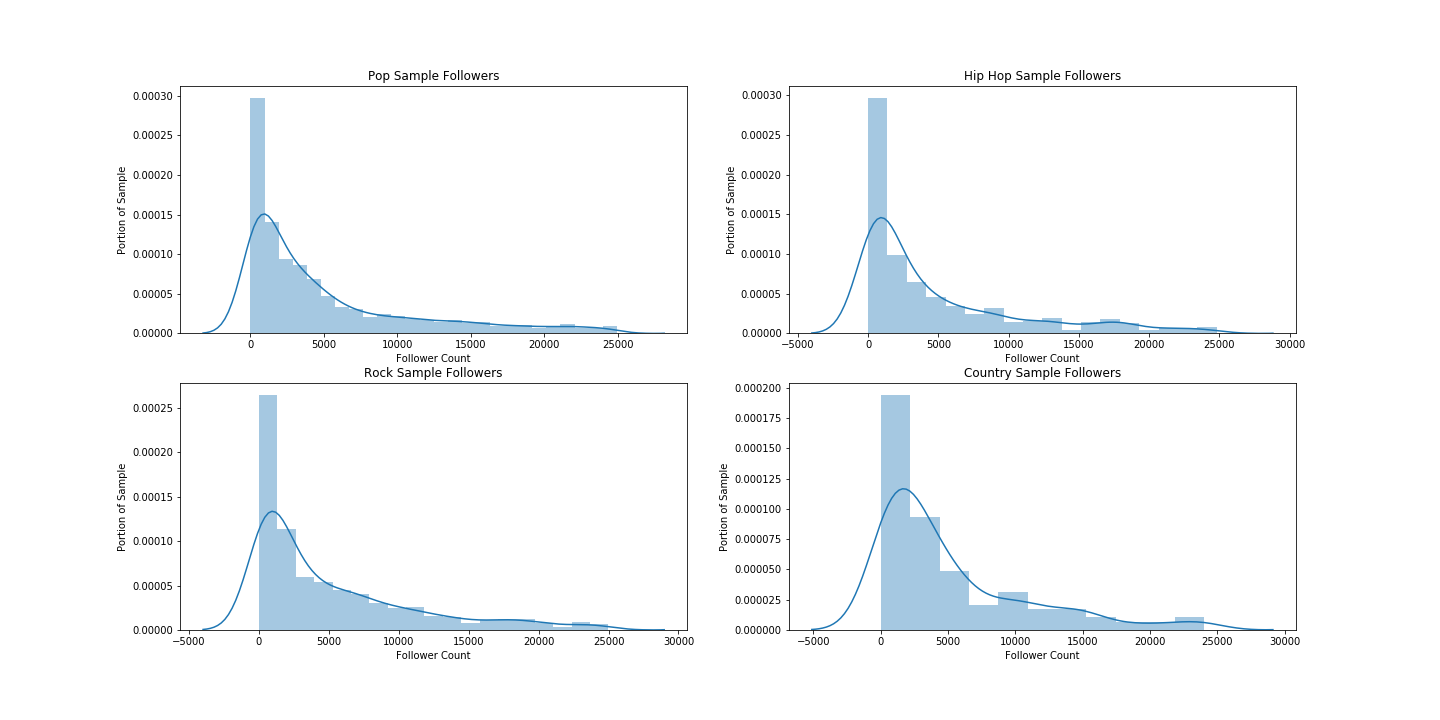 Pop Sample Followers
0.00030
0.00025
0.00020
0.00015
0.00010
0.00005
0.00000
Portion of Sample
0 5000 10000 15000 20000 25000
Follower Count
Hip Hop Sample Followers
0.00030
0.00025
0.00020
0.00015
0.00010
0.00005
0.00000
Portion of Sample
−5000 0 5000 10000 15000 20000 25000 30000
Follower Count
Rock Sample Followers
0.00025
0.00020
0.00015
0.00010
0.00005
0.00000
Portion of Sample
−5000 0 5000 10000 15000 20000 25000 30000
Follower Count
Country Sample Followers
0.000200
0.000175
0.000150
0.000125
0.000100
0.000075
0.000050
0.000025
0.000000
Portion of Sample
−5000 0 5000 10000 15000 20000 25000 30000
Follower Count